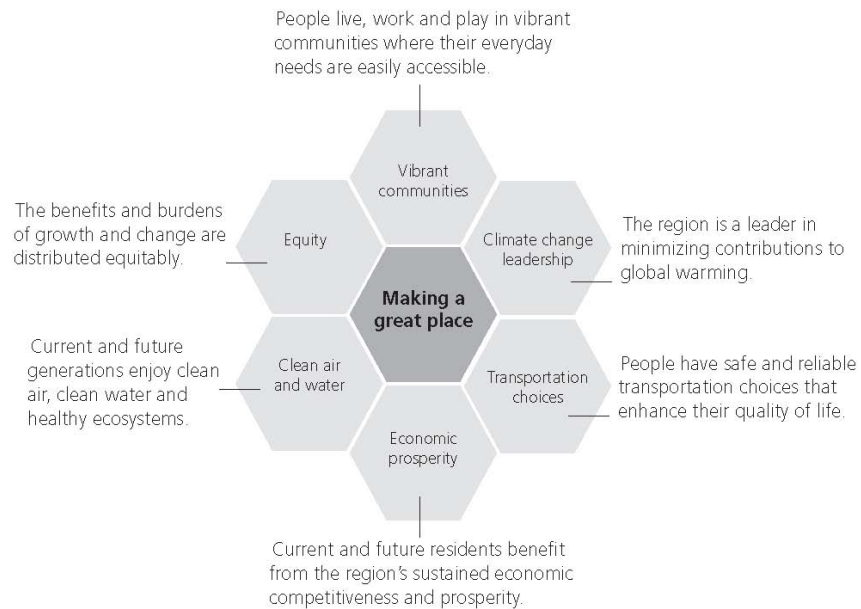 People live, work and play in vibrant
communities where their everyday
needs are easily accessible.
Vibrant
communities
The benefits and burdens
of growth and change are
distributed equitably.
Equity
Climate change
leadership
The region is a leader in
minimizing contributions to
global warming.
Making a
great place
Current and future
generations enjoy clean
air, clean water and
healthy ecosystems.
Clean air
and water
Transportation
choices
People have safe and reliable
transportation choices that
enhance their quality of life.
Economic
prosperity
Current and future residents benefit
from the region's sustained economic
competitiveness and prosperity.